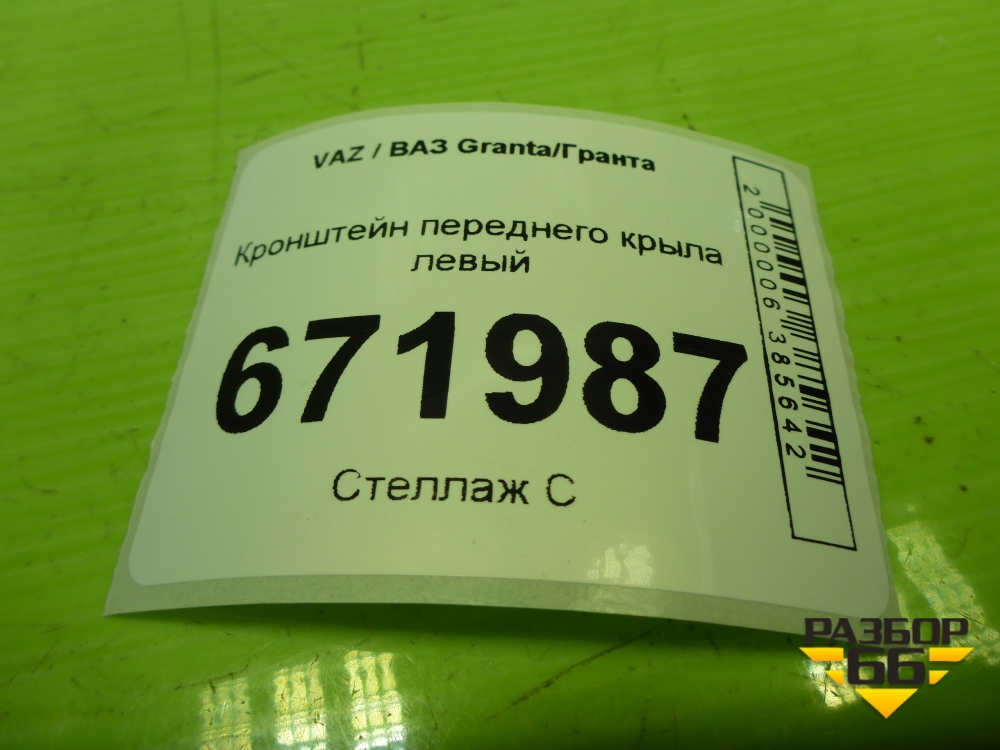 VAZ / ВАЗ Granta/Гранта
Кронштейн переднего крыла
левый
671987
Стеллаж С
2000006385642
РАЗБОР
66